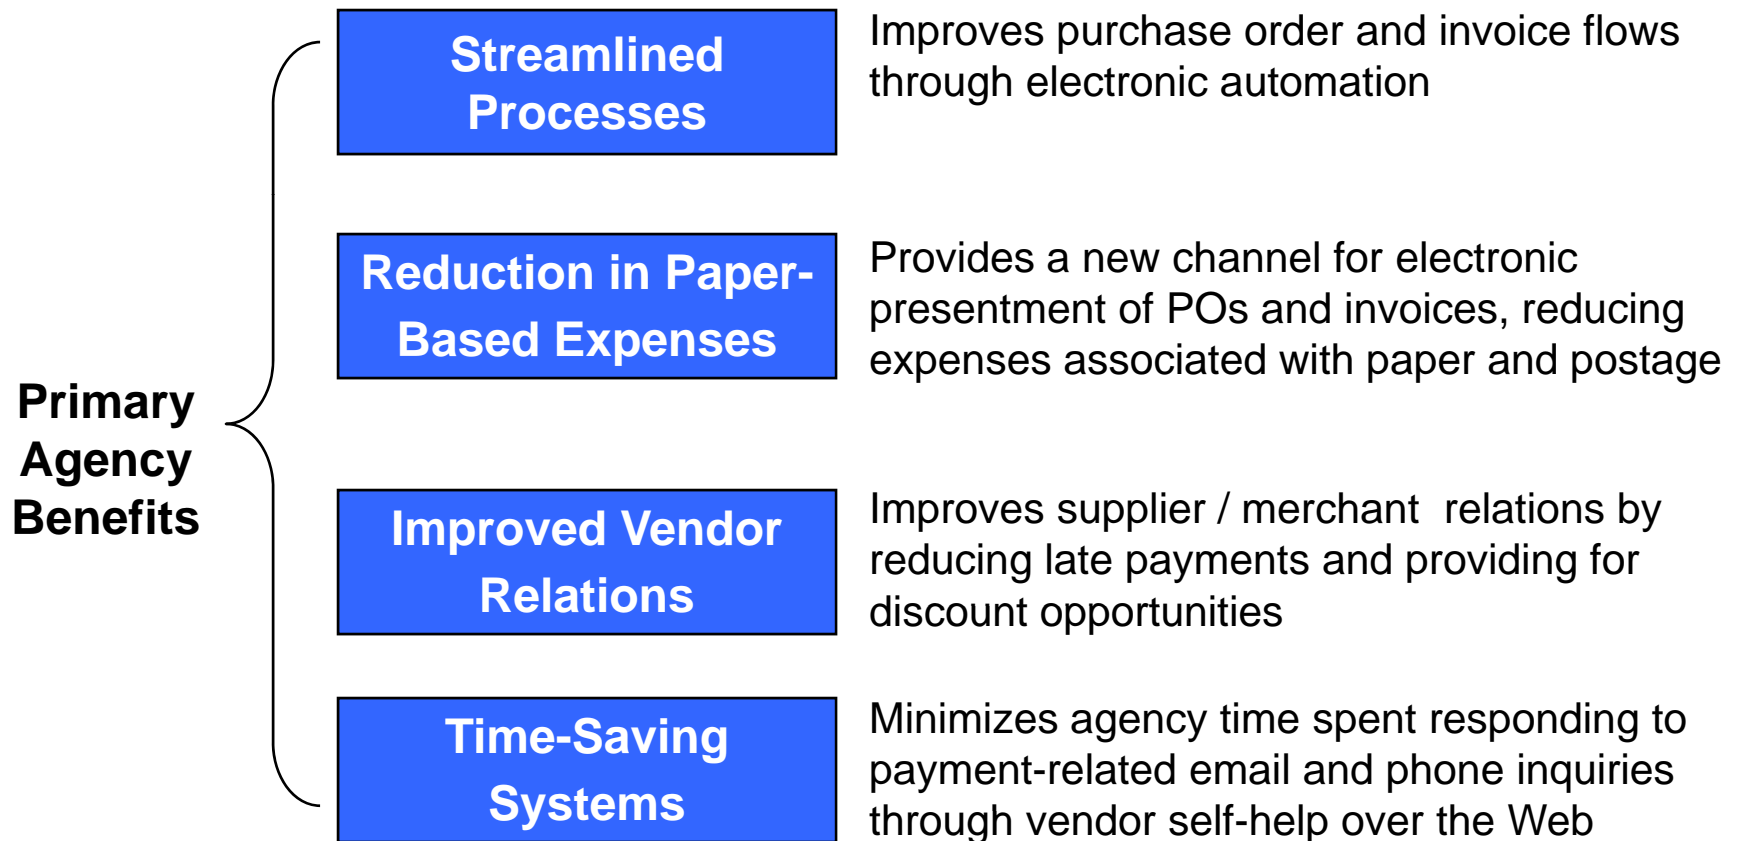 Primary
Agency
Benefits
Streamlined
Processes
Improves purchase order and invoice flows
through electronic automation
Reduction in Paper-
Based Expenses
Provides a new channel for electronic
presentment of POs and invoices, reducing
expenses associated with paper and postage
Improved Vendor
Relations
Improves supplier / merchant  relations by
reducing late payments and providing for
discount opportunities
Time-Saving
Systems
Minimizes agency time spent responding to
payment-related email and phone inquiries
through vendor self-help over the Web